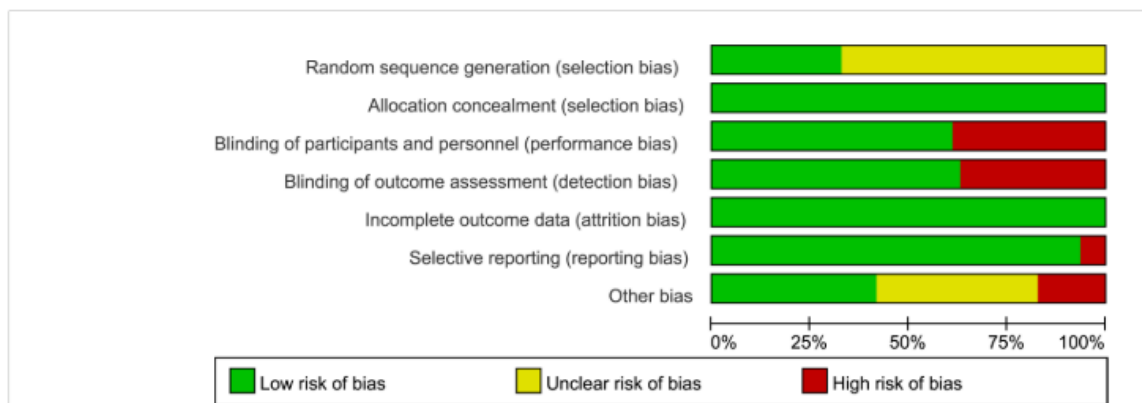 Random sequence generation (selection bias)
Allocation concealment (selection bias)
Blinding of participants and personnel (performance bias)
Blinding of outcome assessment (detection bias)
Incomplete outcome data (attrition bias)
Selective reporting (reporting bias)
Other bias
0% 25% 50% 75% 100%
Low risk of bias Unclear risk of bias High risk of bias